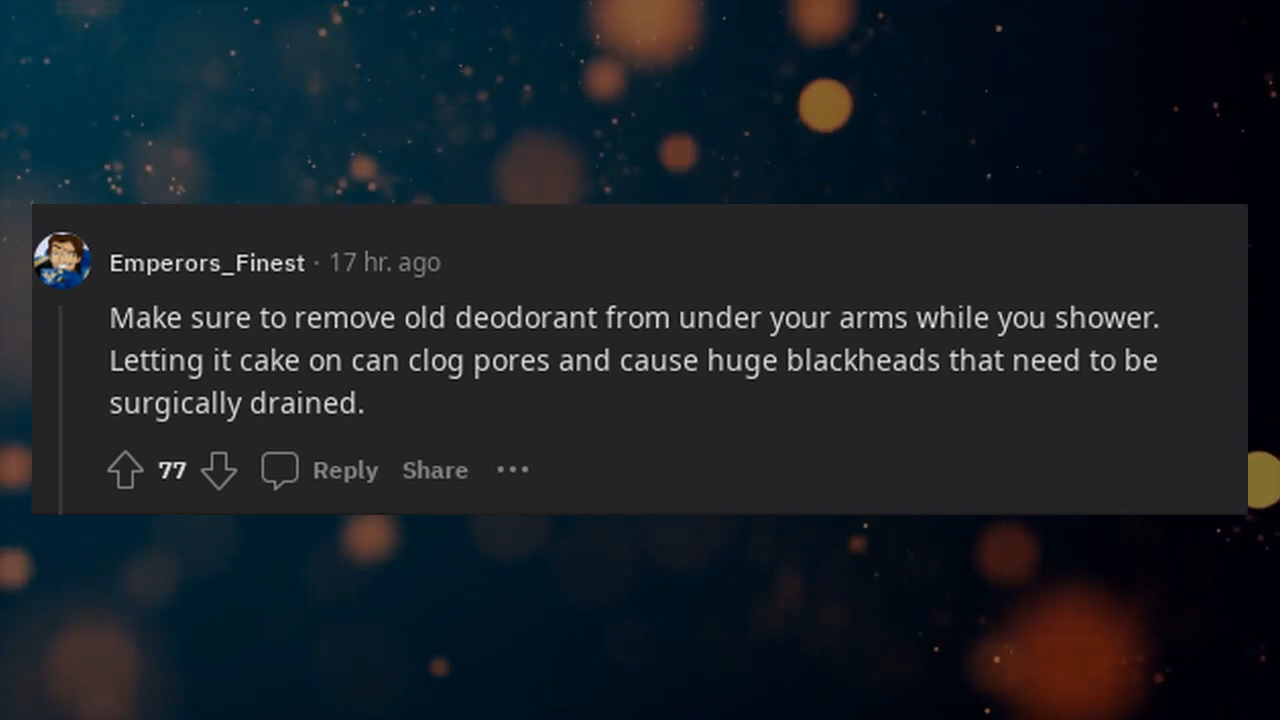 Emperors_Finest · 17 hr. ago
Make sure to remove old deodorant from under your arms while you shower.
Letting it cake on can clog pores and cause huge blackheads that need to be
surgically drained.
77 Reply Share ···